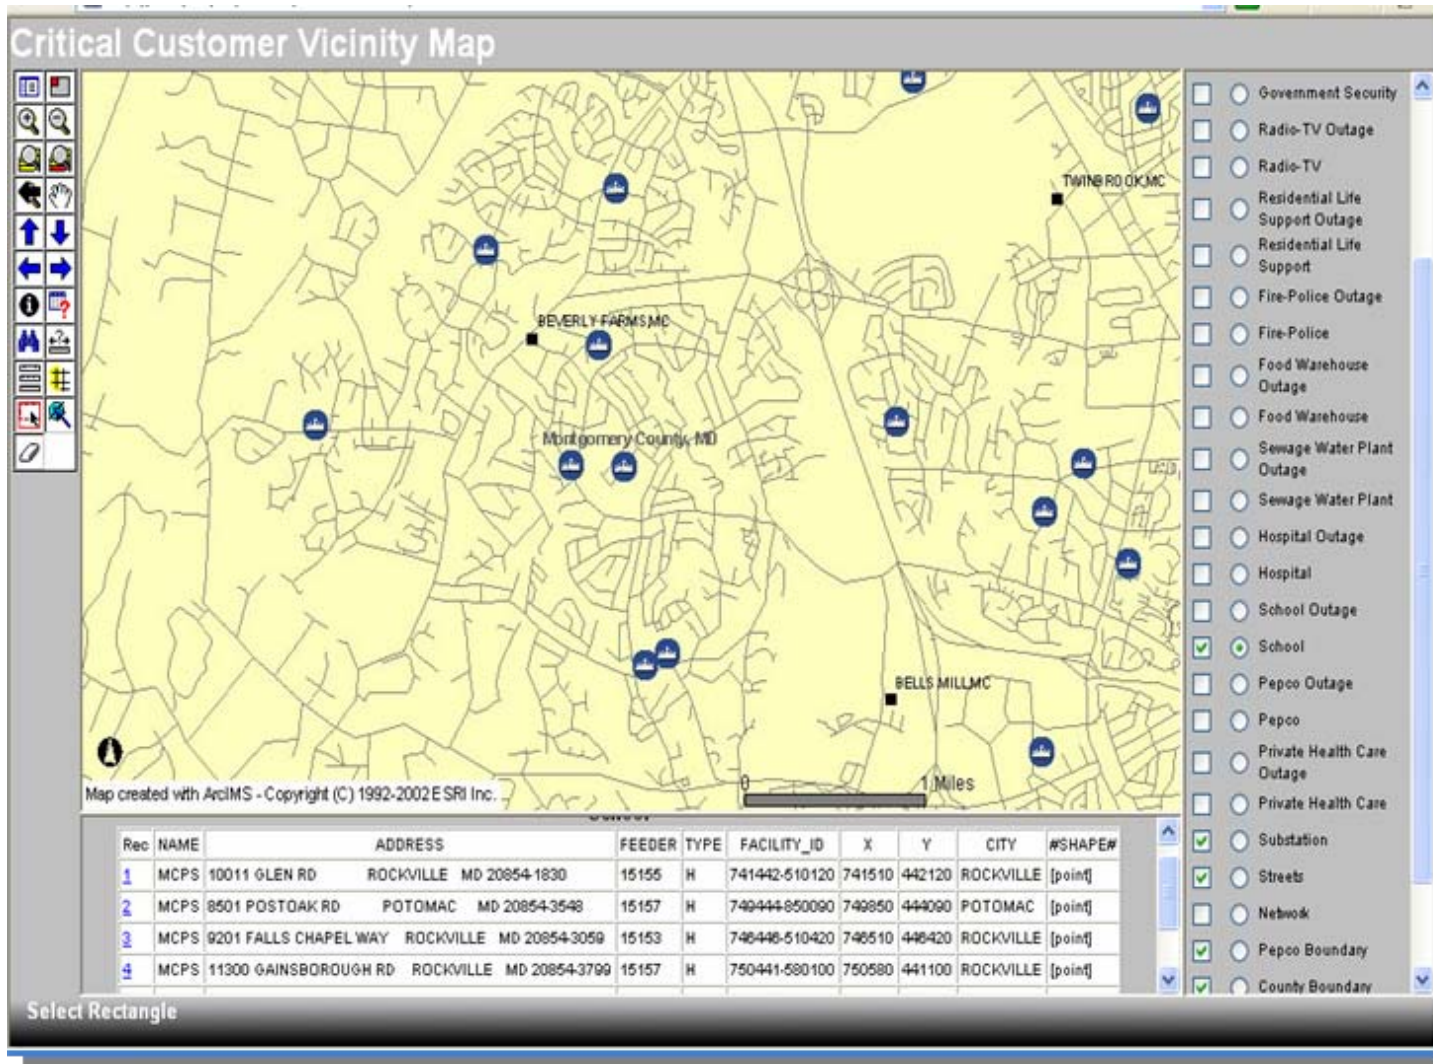 Critical Customer Vicinity Map
TWINBROOK,MC
BEVERLY FARMS,MC
Montgomery County, MD
BELLS MILL,MC
0 1 Miles
Map created with ArcIMS - Copyright (C) 1992-2002 ESRI Inc.
Government Security
Radio-TV Outage
Radio-TV
Residential Life
Support Outage
Residential Life
Support
Fire-Police Outage
Fire-Police
Food Warehouse
Outage
Food Warehouse
Sewage Water Plant
Outage
Sewage Water Plant
Hospital Outage
Hospital
School Outage
School
Pepco Outage
Pepco
Private Health Care
Outage
Private Health Care
Substation
Streets
Network
Pepco Boundary
County Boundary
Rec NAME ADDRESS FEEDER TYPE FACILITY_ID X Y CITY #SHAPE#
1 MCPS 10011 GLEN RD ROCKVILLE MD 20854-1830 15155 H 741442-510120 741510 442120 ROCKVILLE [point]
2 MCPS 8501 POSTOAK RD POTOMAC MD 20854-3548 15157 H 749444-850090 749850 444090 POTOMAC [point]
3 MCPS 9201 FALLS CHAPEL WAY ROCKVILLE MD 20854-3059 15153 H 746446-510420 746510 446420 ROCKVILLE [point]
4 MCPS 11300 GAINSBOROUGH RD ROCKVILLE MD 20854-3799 15157 H 750441-580100 750580 441100 ROCKVILLE [point]
Select Rectangle